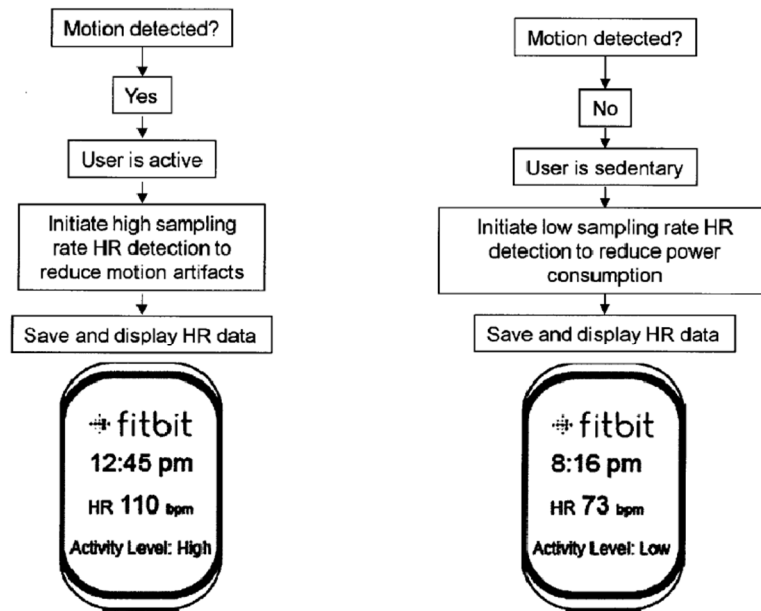 Motion detected?
Yes
User is active
Initiate high sampling
rate HR detection to
reduce motion artifacts
Save and display HR data
fitbit
12:45 pm
HR 110 bpm
Activity Level: High
Motion detected?
No
User is sedentary
Initiate low sampling rate HR
detection to reduce power
consumption
Save and display HR data
fitbit
8:16 pm
HR 73 bpm
Activity Level: Low